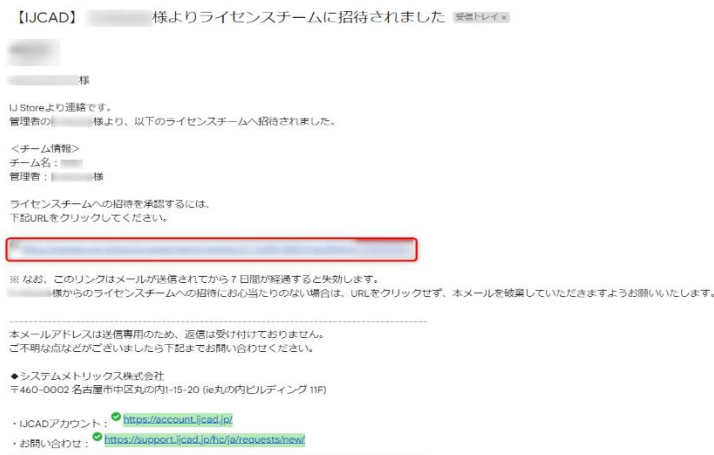 【IJCAD】 様よりライセンスチームに招待されました 受信トレイ ×
様
IJ Storeより連絡です。
管理者の 様より、以下のライセンスチームへ招待されました。
<チーム情報>
チーム名：
管理者： 様
ライセンスチームへの招待を承認するには、
下記URLをクリックしてください。
※ なお、このリンクはメールが送信されてから７日間が経過すると失効します。
様からのライセンスチームへの招待にお心当たりのない場合は、URLをクリックせず、本メールを破棄していただきますようお願いいたします。
本メールアドレスは送信専用のため、返信は受け付けておりません。
ご不明な点などがございましたら下記までお問い合わせください。
◆システムメトリックス株式会社
〒460-0002 名古屋市中区丸の内1-15-20 (ie丸の内ビルディング 11F)
・IJCADアカウント： https://account.ijcad.jp/
・お問い合わせ： https://support.ijcad.jp/hc/ja/requests/new/